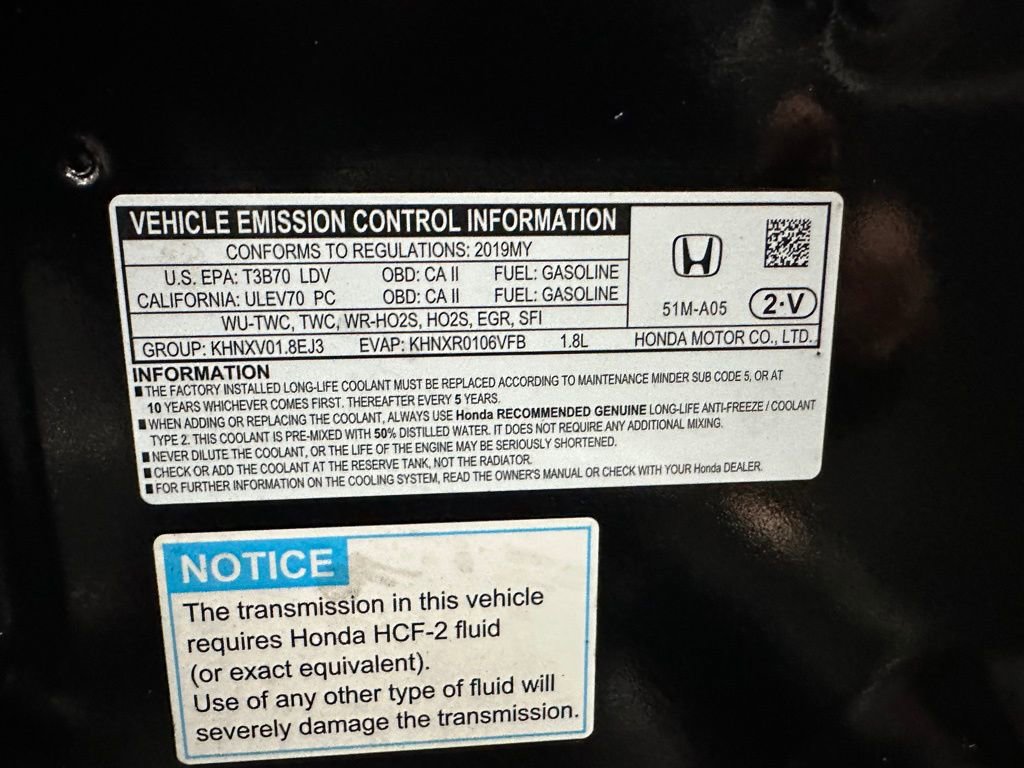 VEHICLE EMISSION CONTROL INFORMATION
CONFORMS TO REGULATIONS: 2019MY
U.S. EPA: T3B70 LDV OBD: CA II FUEL: GASOLINE
CALIFORNIA: ULEV70 PC OBD: CA II FUEL: GASOLINE
WU-TWC, TWC, WR-HO2S, HO2S, EGR, SFI
GROUP: KHNXV01.8EJ3 EVAP: KHNXR0106VFB 1.8L
51M-A05 2·V
HONDA MOTOR CO., LTD.
INFORMATION
■ THE FACTORY INSTALLED LONG-LIFE COOLANT MUST BE REPLACED ACCORDING TO MAINTENANCE MINDER SUB CODE 5, OR AT
10 YEARS WHICHEVER COMES FIRST. THEREAFTER EVERY 5 YEARS.
■ WHEN ADDING OR REPLACING THE COOLANT, ALWAYS USE Honda RECOMMENDED GENUINE LONG-LIFE ANTI-FREEZE / COOLANT
TYPE 2. THIS COOLANT IS PRE-MIXED WITH 50% DISTILLED WATER. IT DOES NOT REQUIRE ANY ADDITIONAL MIXING.
■ NEVER DILUTE THE COOLANT, OR THE LIFE OF THE ENGINE MAY BE SERIOUSLY SHORTENED.
■ CHECK OR ADD THE COOLANT AT THE RESERVE TANK, NOT THE RADIATOR.
■ FOR FURTHER INFORMATION ON THE COOLING SYSTEM, READ THE OWNER'S MANUAL OR CHECK WITH YOUR Honda DEALER.
NOTICE
The transmission in this vehicle
requires Honda HCF-2 fluid
(or exact equivalent).
Use of any other type of fluid will
severely damage the transmission.